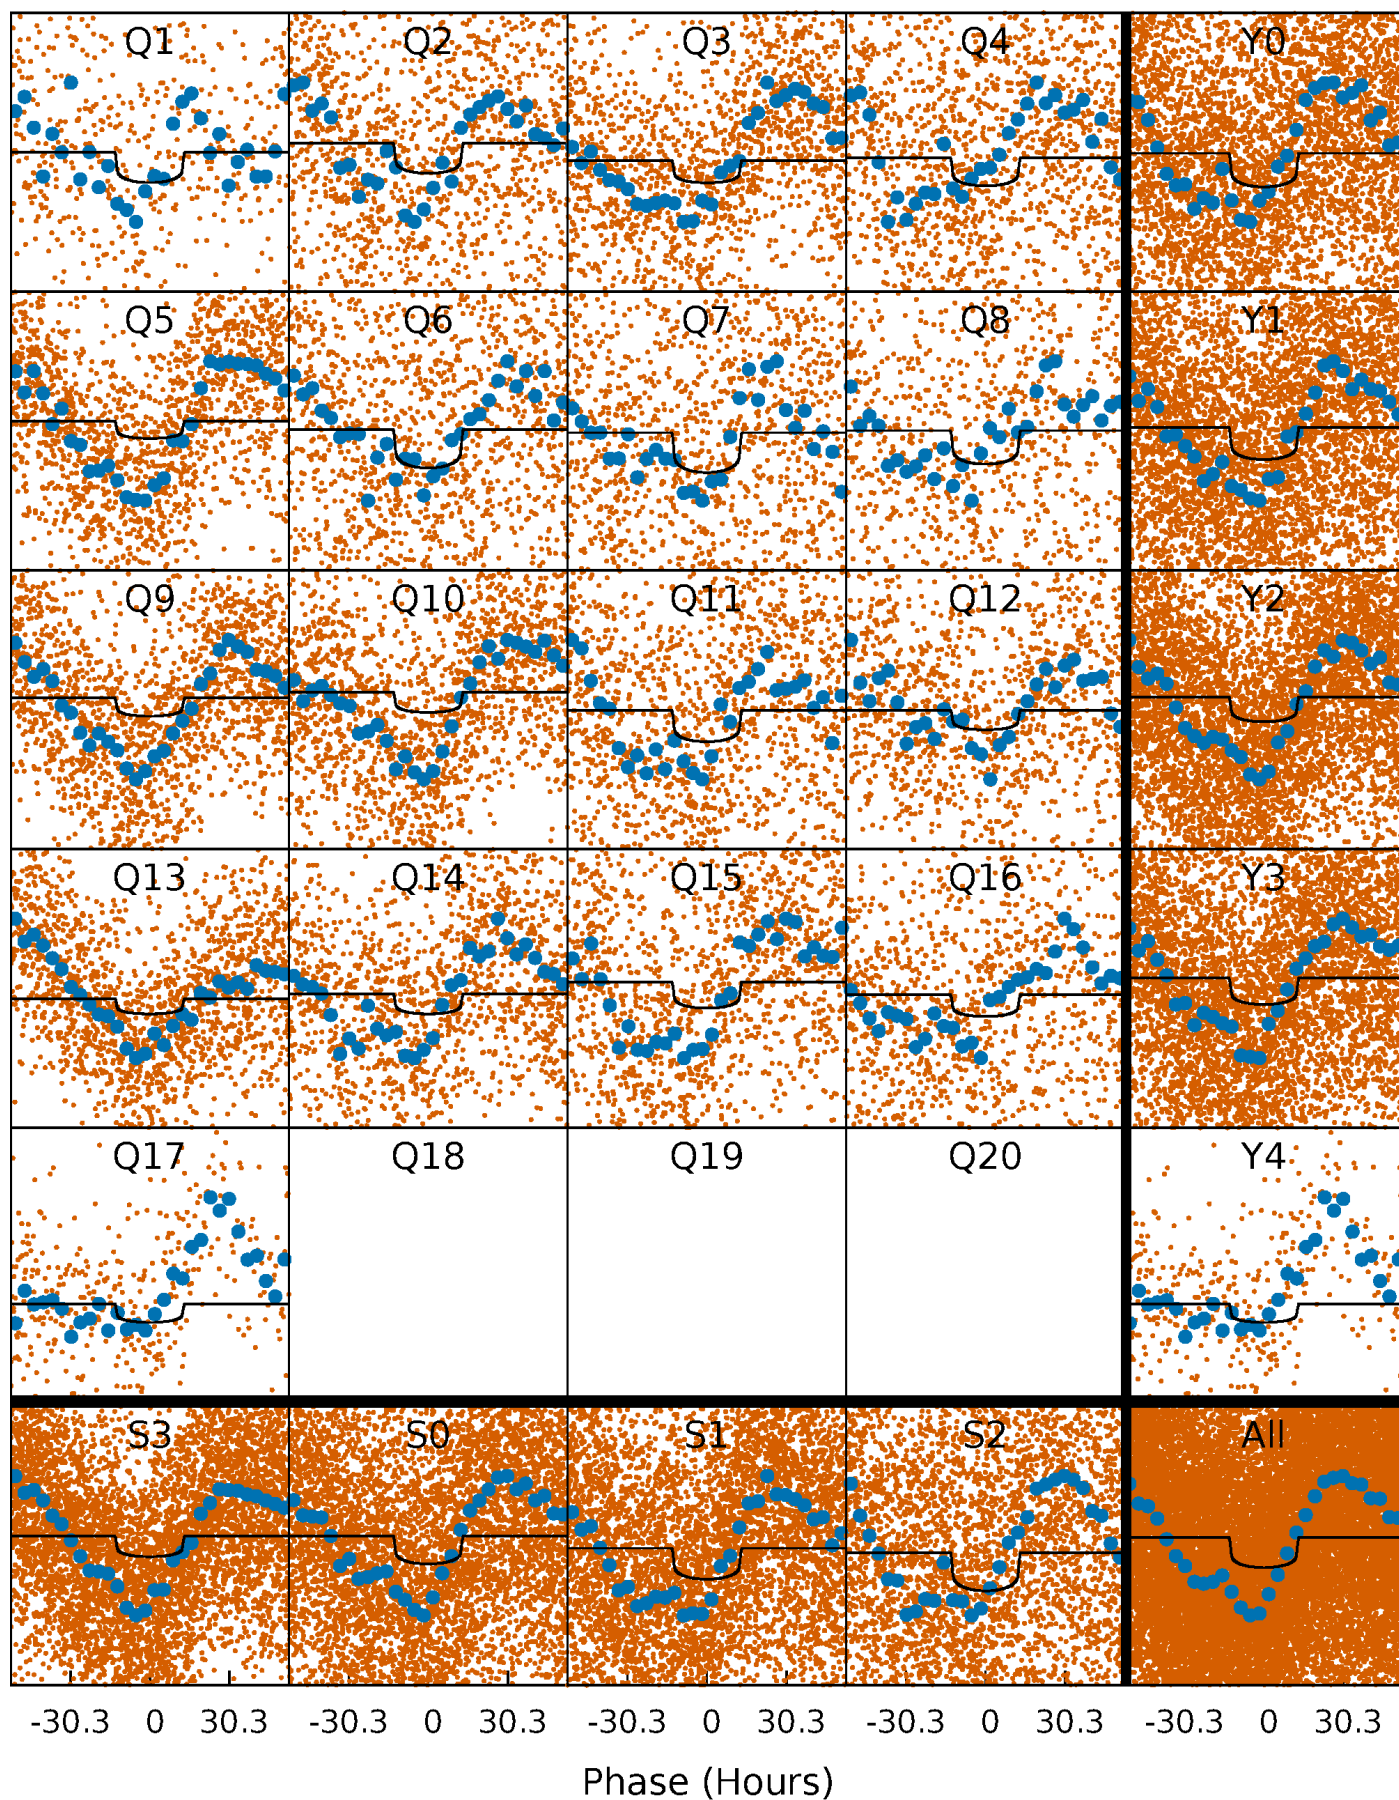 Q1 Q2 Q3 Q4 Y0
Q5 Q6 Q7 Q8 Y1
Q9 Q10 Q11 Q12 Y2
Q13 Q14 Q15 Q16 Y3
Q17 Q18 Q19 Q20 Y4
S3 S0 S1 S2 All
-30.3 0 30.3 -30.3 0 30.3 -30.3 0 30.3 -30.3 0 30.3 -30.3 0 30.3
Phase (Hours)